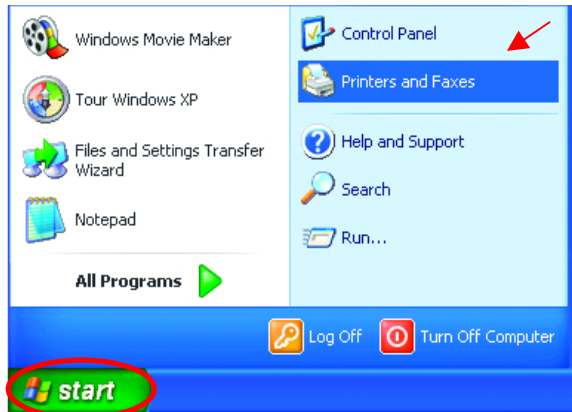 Windows Movie Maker
Tour Windows XP
Files and Settings Transfer
Wizard
Notepad
All Programs
Control Panel
Printers and Faxes
Help and Support
Search
Run...
Log Off
Turn Off Computer
start